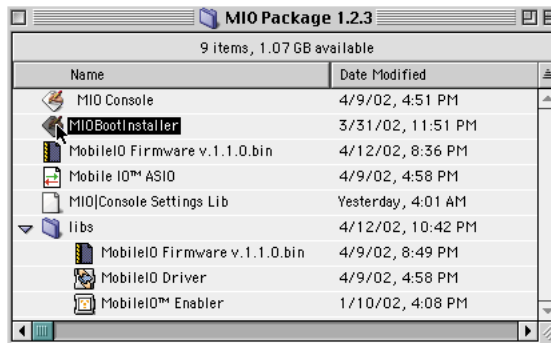 MIO Package 1.2.3
9 items, 1.07 GB available
Name Date Modified
MIO Console 4/9/02, 4:51 PM
MIOBootInstaller 3/31/02, 11:51 PM
MobileIO Firmware v.1.1.0.bin 4/12/02, 8:36 PM
Mobile IO™ ASIO 4/9/02, 4:58 PM
MIO|Console Settings Lib Yesterday, 4:01 AM
libs 4/12/02, 10:42 PM
MobileIO Firmware v.1.1.0.bin 4/9/02, 8:49 PM
MobileIO Driver 4/9/02, 4:58 PM
MobileIO™ Enabler 1/10/02, 4:08 PM